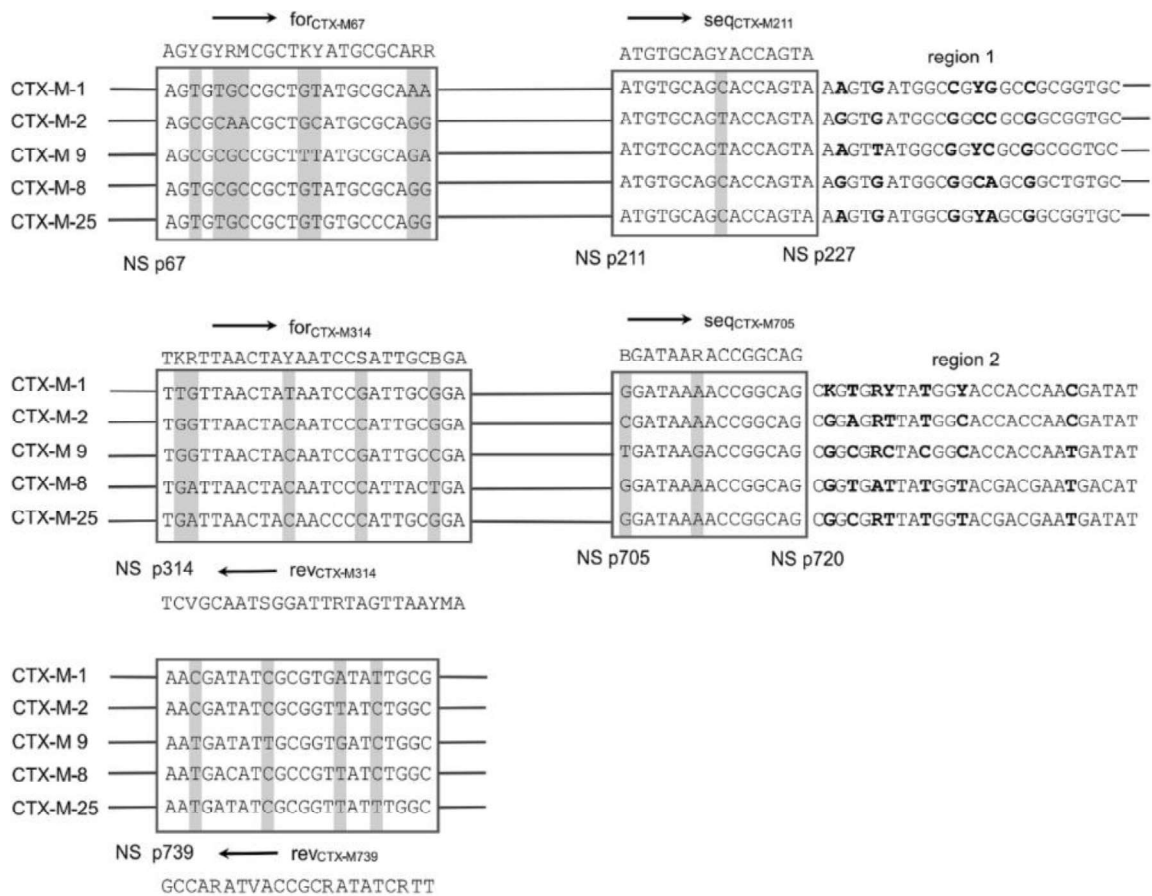 → forCTX-M67 → seqCTX-M211
AGYGYRMCGCTKYATGCGCARR ATGTGCAGYACCAGTA region 1
CTX-M-1 AGTGTGCCGCTGTATGCGCAAA ATGTGCAGCACCAGTA AAGTGATGGCCGYGGCCGCGGTGC
CTX-M-2 AGCGCAACGCTGCATGCGCAGG ATGTGCAGTACCAGTA AGGTGATGGCGGCCGCGGCGGTGC
CTX-M 9 AGCGCGCCGCTTTATGCGCAGA ATGTGCAGTACCAGTA AAGTTATGGCGGYCGCGGCGGTGC
CTX-M-8 AGTGCGCCGCTGTATGCGCAGG ATGTGCAGCACCAGTA GGTGATGGCGGCAGCGGCTGTGC
CTX-M-25 AGTGTGCCGCTGTGTGCCCAGG ATGTGCAGCACCAGTA AAGTGATGGCGGYAGCGGCGGTGC
NS p67 NS p211 NS p227
→ forCTX-M314 → seqCTX-M705
TKRTTAACTAYAATCCSATTGCBGA BGATAARACCGGCAG region 2
CTX-M-1 TTGTTAACTATAATCCGATTGCGGA GGATAAAACCGGCAG CKGTGRYTATGGYACCACCAACGATAT
CTX-M-2 TGGTTAACTACAATCCCATTGCGGA CGATAAAACCGGCAG CGGAGRTTATGGCACCACCAACGATAT
CTX-M 9 TGGTTAACTACAATCCGATTGCCGA TGATAAGACCGGCAG CGGCGRCTACGGCACCACCAATGATAT
CTX-M-8 TGATTAACTACAATCCCATTACTGA GGATAAAACCGGCAG CGGTGATTATGGTACGACGAATGACAT
CTX-M-25 TGATTAACTACAACCCCATTGCGGA GGATAAAACCGGCAG CGGCGRTTATGGTACGACGAATGATAT
NS p705 NS p720
NS p314 ← revCTX-M314
TCVGCAATSGGATTRTAGTTAAYMA
CTX-M-1 AACGATATCGCGTGATATTGCG
CTX-M-2 AACGATATCGCGGTTATCTGGC
CTX-M 9 AATGATATTGCGGTGATCTGGC
CTX-M-8 AATGACATCGCCGTTATCTGGC
CTX-M-25 AATGATATCGCGGTTATTTGGC
NS p739 ← revCTX-M739
GCCARATVACCGCRATATCRTT